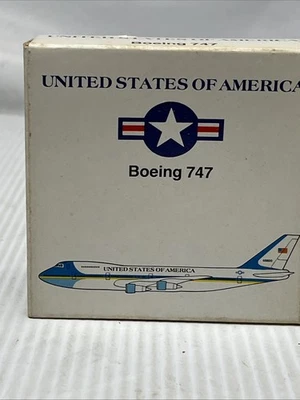 Boeing 747
UNITED STATES OF AMERICA
Boeing 747
UNITED STATES OF AMERICA